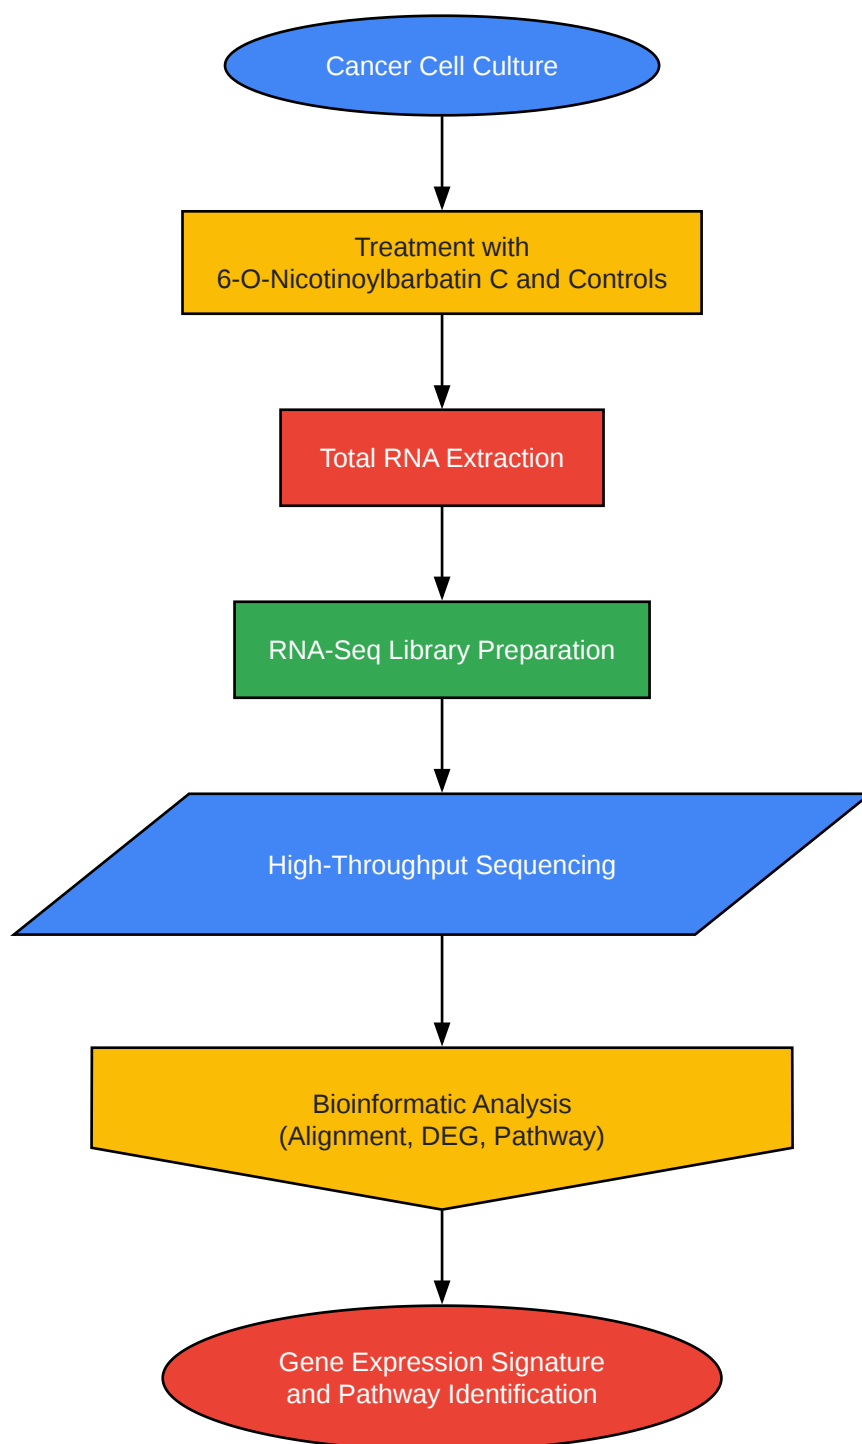 Cancer Cell Culture
Treatment with
6-O-Nicotinoylbarbatin C and Controls
Total RNA Extraction
RNA-Seq Library Preparation
High-Throughput Sequencing
Bioinformatic Analysis
(Alignment, DEG, Pathway)
Gene Expression Signature
and Pathway Identification